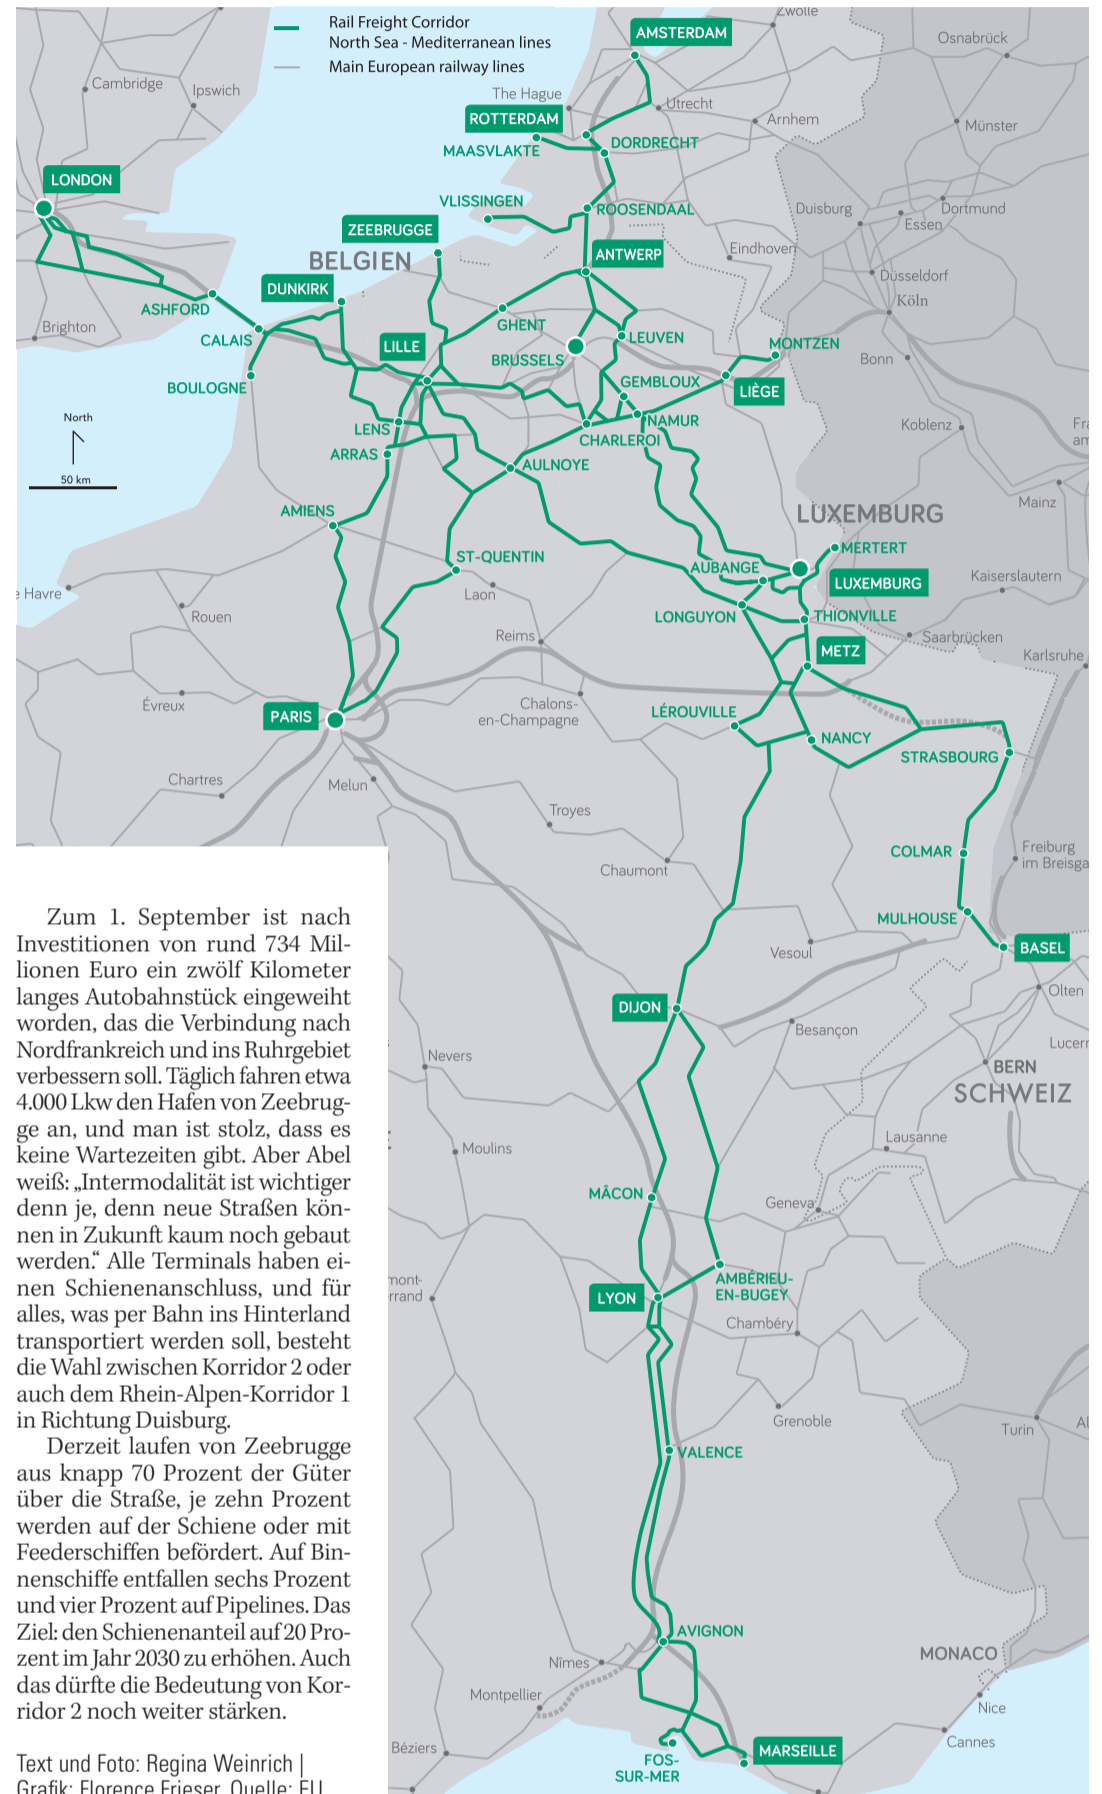 Rail Freight Corridor
North Sea - Mediterranean lines
Main European railway lines
Zwolle
AMSTERDAM
Osnabrück
Cambridge
Ipswich
The Hague
Utrecht
ROTTERDAM
Arnhem
Münster
MAASVLAKTE
DORDRECHT
LONDON
VLISSINGEN
ROOSENDAAL
Duisburg
Dortmund
Essen
ZEEBRUGGE
BELGIEN
ANTWERP
Eindhoven
Düsseldorf
DUNKIRK
Köln
ASHFORD
GHENT
Brighton
CALAIS
LILLE
BRUSSELS
LEUVEN
MONTZEN
Bonn
BOULOGNE
GEMBLOUX
LIÈGE
North
LENS
NAMUR
Koblenz
CHARLEROI
ARRAS
AULNOYE
50 km
Mainz
AMIENS
LUXEMBURG
ST-QUENTIN
MERTERT
AUBANGE
LUXEMBURG
Kaiserslautern
e Havre
Laon
Rouen
LONGUYON
THIONVILLE
Reims
Saarbrücken
METZ
Karlsruhe
Évreux
Chalons-
en-Champagne
LÉROUVILLE
PARIS
NANCY
STRASBOURG
Chartres
Melun
Troyes
COLMAR
Freiburg
im Breisga
Chaumont
MULHOUSE
Vesoul
BASEL
DIJON
Olten
Besançon
Lucer
Nevers
BERN
SCHWEIZ
Lausanne
Moulins
MÂCON
Geneva
AMBÉRIEU-
EN-BUGEY
mont-
rrand
LYON
Chambéry
Grenoble
Turin
VALENCE
AVIGNON
MONACO
Nîmes
Montpellier
Nice
Cannes
Béziers
MARSEILLE
FOS-
SUR-MER
Zum 1. September ist nach
Investitionen von rund 734 Mil-
lionen Euro ein zwölf Kilometer
langes Autobahnstück eingeweiht
worden, das die Verbindung nach
Nordfrankreich und ins Ruhrgebiet
verbessern soll. Täglich fahren etwa
4.000 Lkw den Hafen von Zeebrug-
ge an, und man ist stolz, dass es
keine Wartezeiten gibt. Aber Abel
weiß: „Intermodalität ist wichtiger
denn je, denn neue Straßen kön-
nen in Zukunft kaum noch gebaut
werden.“ Alle Terminals haben ei-
nen Schienenanschluss, und für
alles, was per Bahn ins Hinterland
transportiert werden soll, besteht
die Wahl zwischen Korridor 2 oder
auch dem Rhein-Alpen-Korridor 1
in Richtung Duisburg.
Derzeit laufen von Zeebrugge
aus knapp 70 Prozent der Güter
über die Straße, je zehn Prozent
werden auf der Schiene oder mit
Feederschiffen befördert. Auf Bin-
nenschiffe entfallen sechs Prozent
und vier Prozent auf Pipelines. Das
Ziel: den Schienenanteil auf 20 Pro-
zent im Jahr 2030 zu erhöhen. Auch
das dürfte die Bedeutung von Kor-
ridor 2 noch weiter stärken.
Text und Foto: Regina Weinrich |
Grafik: Florence Frieser, Quelle: EU